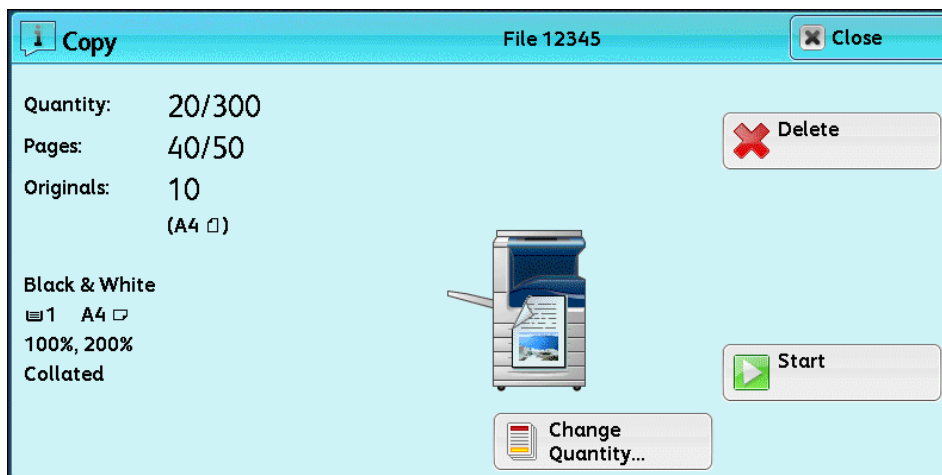 Copy
File 12345
Close
Quantity: 20/300
Pages: 40/50
Originals: 10
(A4 )
Delete
Black & White
1 A4
100%, 200%
Collated
Start
Change
Quantity...